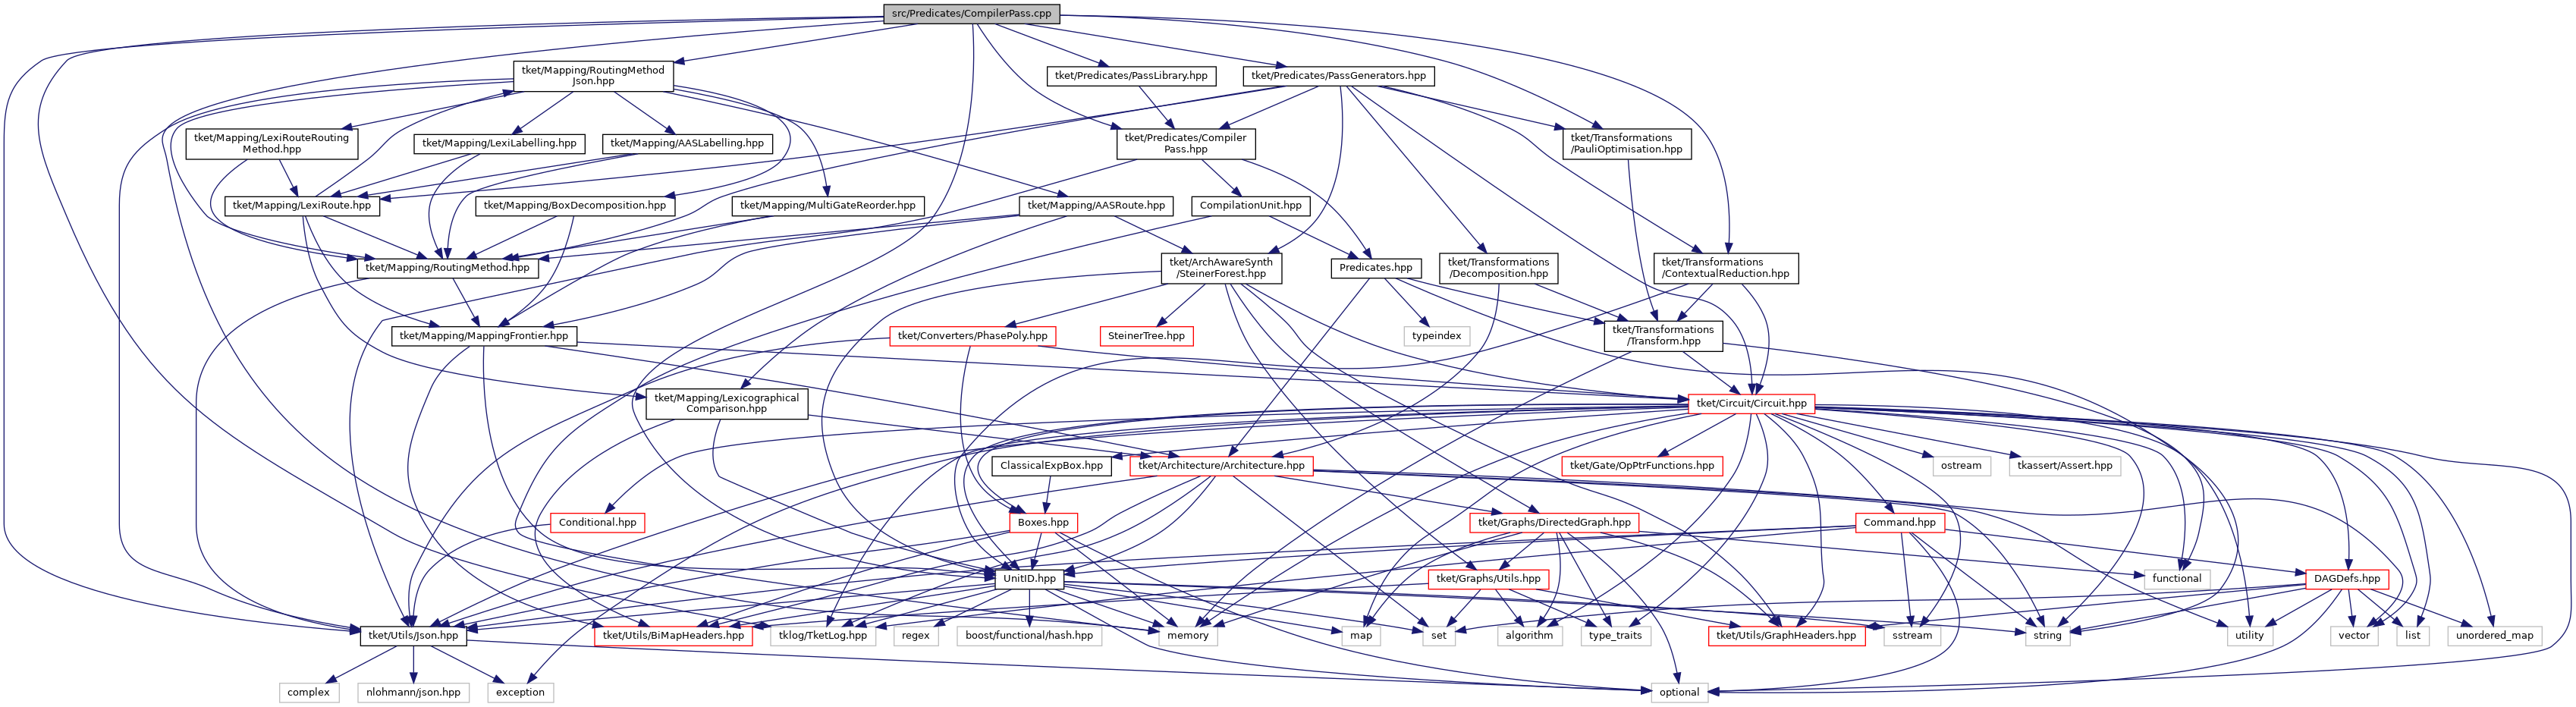 src/Predicates/CompilerPass.cpp
tket/Mapping/RoutingMethod
Json.hpp
tket/Predicates/PassLibrary.hpp
tket/Predicates/PassGenerators.hpp
tket/Mapping/LexiRouteRouting
Method.hpp
tket/Mapping/LexiLabelling.hpp
tket/Mapping/AASLabelling.hpp
tket/Predicates/Compiler
Pass.hpp
tket/Transformations
/PauliOptimisation.hpp
tket/Mapping/LexiRoute.hpp
tket/Mapping/BoxDecomposition.hpp
tket/Mapping/MultiGateReorder.hpp
tket/Mapping/AASRoute.hpp
CompilationUnit.hpp
tket/Mapping/RoutingMethod.hpp
tket/ArchAwareSynth
/SteinerForest.hpp
Predicates.hpp
tket/Transformations
/Decomposition.hpp
tket/Transformations
/ContextualReduction.hpp
tket/Mapping/MappingFrontier.hpp
tket/Converters/PhasePoly.hpp
SteinerTree.hpp
typeindex
tket/Transformations
/Transform.hpp
tket/Mapping/Lexicographical
Comparison.hpp
tket/Circuit/Circuit.hpp
ClassicalExpBox.hpp
tket/Architecture/Architecture.hpp
tket/Gate/OpPtrFunctions.hpp
ostream
tkassert/Assert.hpp
Conditional.hpp
Boxes.hpp
tket/Graphs/DirectedGraph.hpp
Command.hpp
UnitID.hpp
tket/Graphs/Utils.hpp
functional
DAGDefs.hpp
tket/Utils/Json.hpp
tket/Utils/BiMapHeaders.hpp
tklog/TketLog.hpp
regex
boost/functional/hash.hpp
memory
map
set
algorithm
type_traits
tket/Utils/GraphHeaders.hpp
sstream
string
utility
vector
list
unordered_map
complex
nlohmann/json.hpp
exception
optional